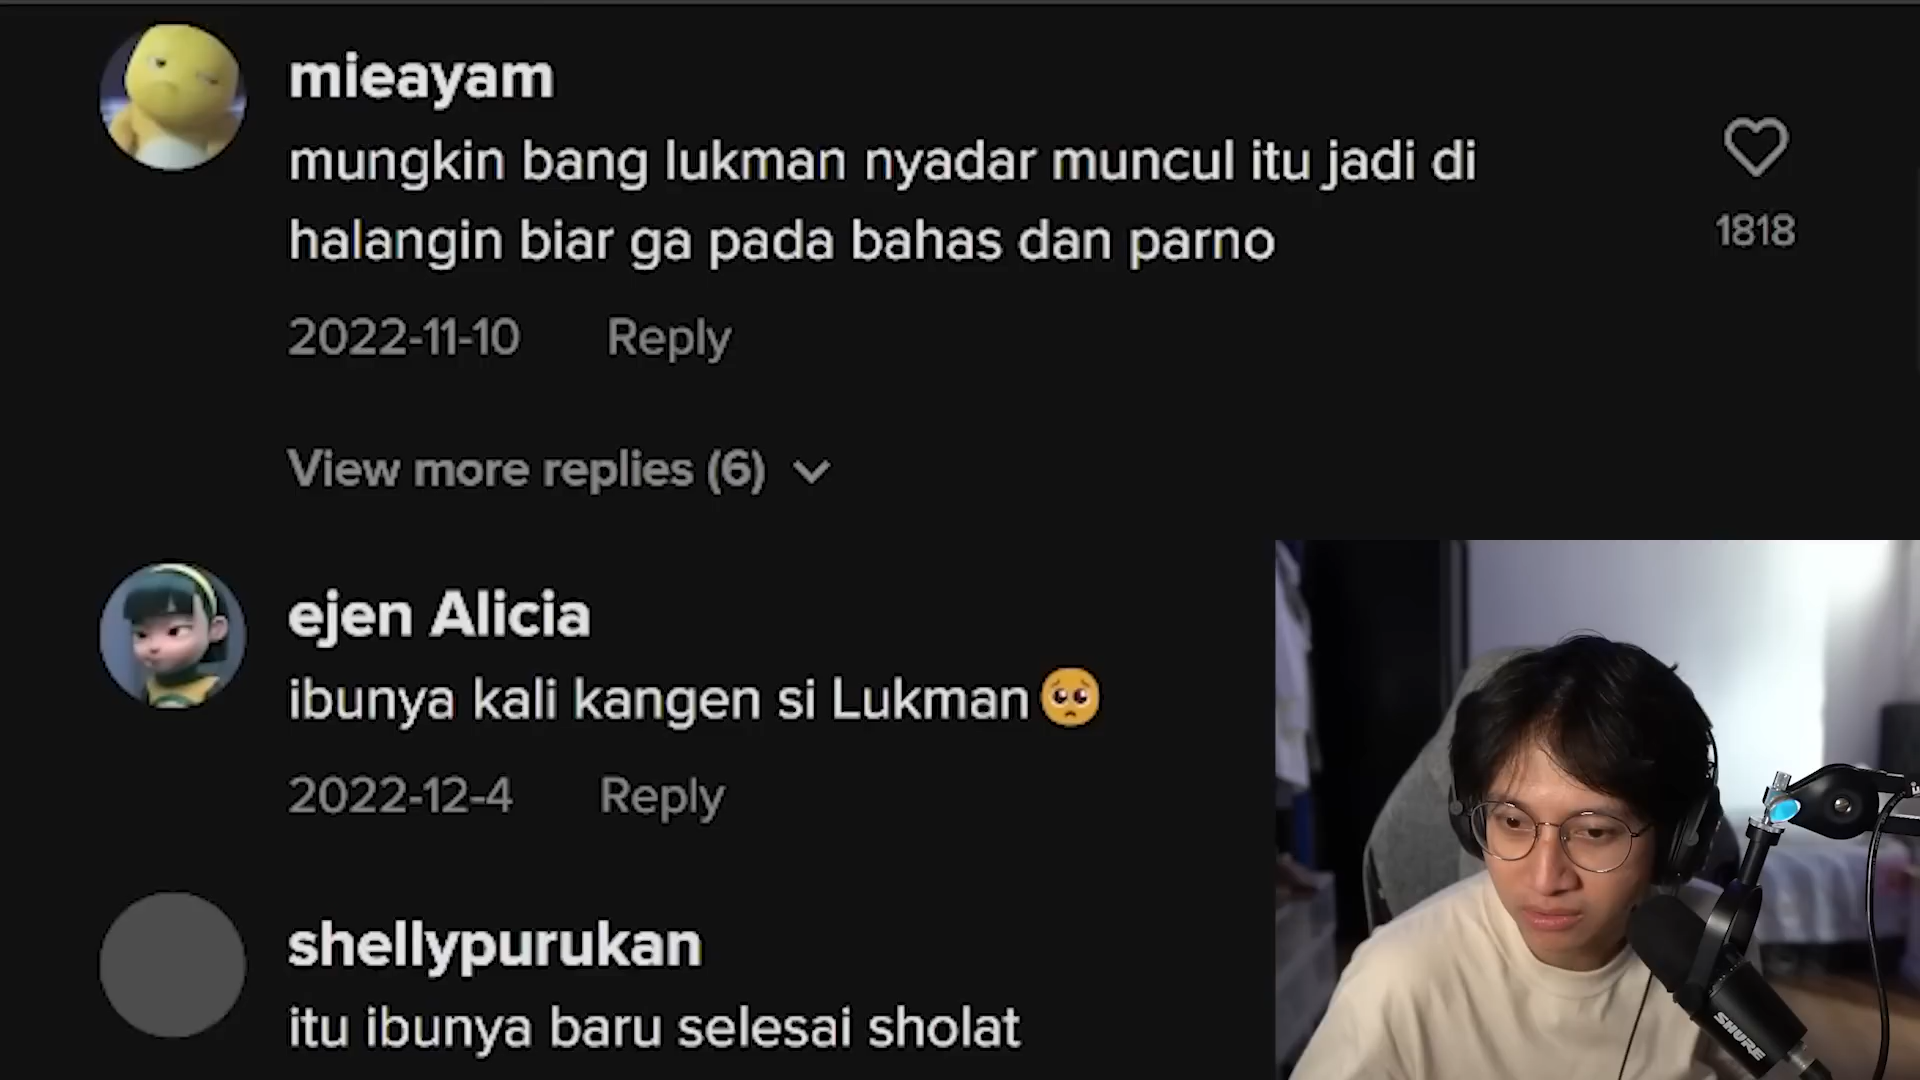 mieayam
mungkin bang lukman nyadar muncul itu jadi di
halangin biar ga pada bahas dan parno
1818
2022-11-10 Reply
View more replies (6)
ejen Alicia
ibunya kali kangen si Lukman🥺
2022-12-4 Reply
shellypurukan
itu ibunya baru selesai sholat
SHURE